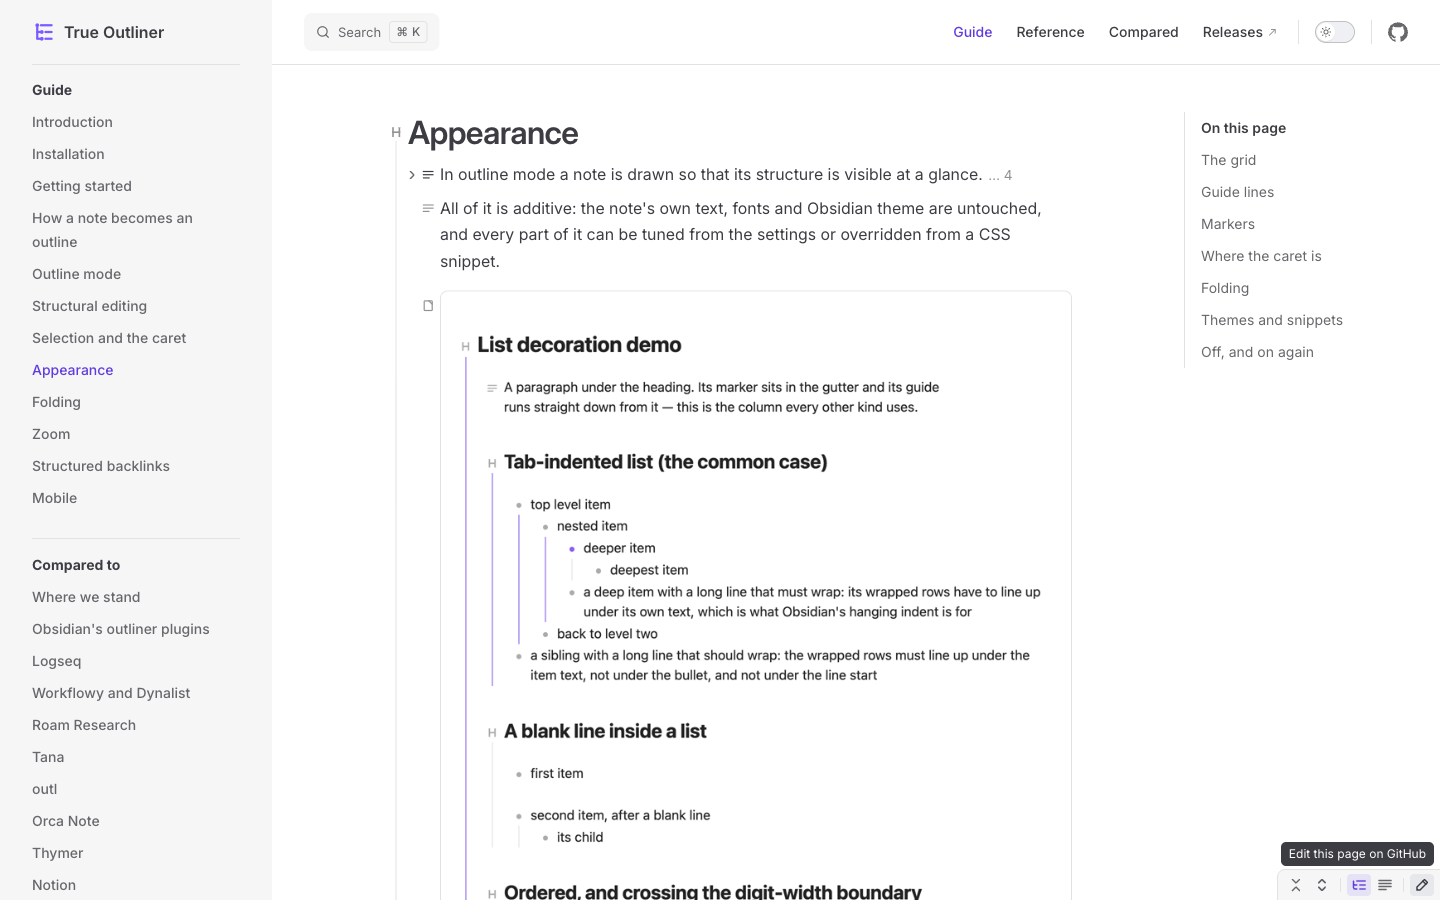 True Outliner
Search ⌘ K
Guide
Reference
Compared
Releases ↗
Guide
Introduction
Installation
Getting started
How a note becomes an
outline
Outline mode
Structural editing
Selection and the caret
Appearance
Folding
Zoom
Structured backlinks
Mobile
Compared to
Where we stand
Obsidian's outliner plugins
Logseq
Workflowy and Dynalist
Roam Research
Tana
outl
Orca Note
Thymer
Notion
H Appearance
In outline mode a note is drawn so that its structure is visible at a glance. ... 4
All of it is additive: the note's own text, fonts and Obsidian theme are untouched,
and every part of it can be tuned from the settings or overridden from a CSS
snippet.
H List decoration demo
A paragraph under the heading. Its marker sits in the gutter and its guide
runs straight down from it — this is the column every other kind uses.
H Tab-indented list (the common case)
top level item
nested item
deeper item
deepest item
a deep item with a long line that must wrap: its wrapped rows have to line up
under its own text, which is what Obsidian's hanging indent is for
back to level two
a sibling with a long line that should wrap: the wrapped rows must line up under the
item text, not under the bullet, and not under the line start
H A blank line inside a list
first item
second item, after a blank line
its child
H Ordered, and crossing the digit-width boundary
On this page
The grid
Guide lines
Markers
Where the caret is
Folding
Themes and snippets
Off, and on again
Edit this page on GitHub